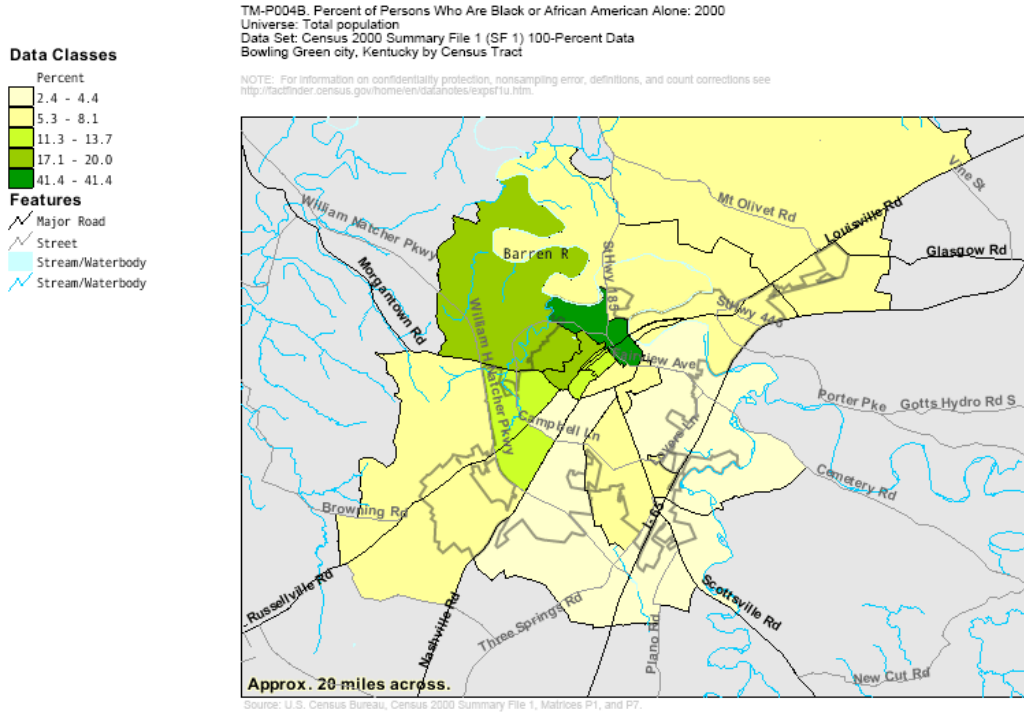 TM-P004B. Percent of Persons Who Are Black or African American Alone: 2000
Universe: Total population
Data Set: Census 2000 Summary File 1 (SF 1) 100-Percent Data
Bowling Green city, Kentucky by Census Tract
NOTE: For information on confidentiality protection, nonsampling error, definitions, and count corrections see
http://factfinder.census.gov/home/en/datanotes/expsf1u.htm.
Data Classes
Percent
2.4 - 4.4
5.3 - 8.1
11.3 - 13.7
17.1 - 20.0
41.4 - 41.4
Features
Major Road
Street
Stream/Waterbody
Stream/Waterbody
Vine St
Mt Olivet Rd
William Natcher Pkwy
Louisville Rd
Glasgow Rd
Barren R
StHwy 185
Morgantown Rd
StHwy 446
William H Natcher Pkwy
Fairview Ave
Porter Pke
Gotts Hydro Rd S
Campbell Ln
Lovers Ln
Cemetery Rd
Browning Rd
I- 65
Russellville Rd
Scottsville Rd
Nashville Rd
Three Springs Rd
Plano Rd
New Cut Rd
Approx. 20 miles across.
Source: U.S. Census Bureau, Census 2000 Summary File 1, Matrices P1, and P7.